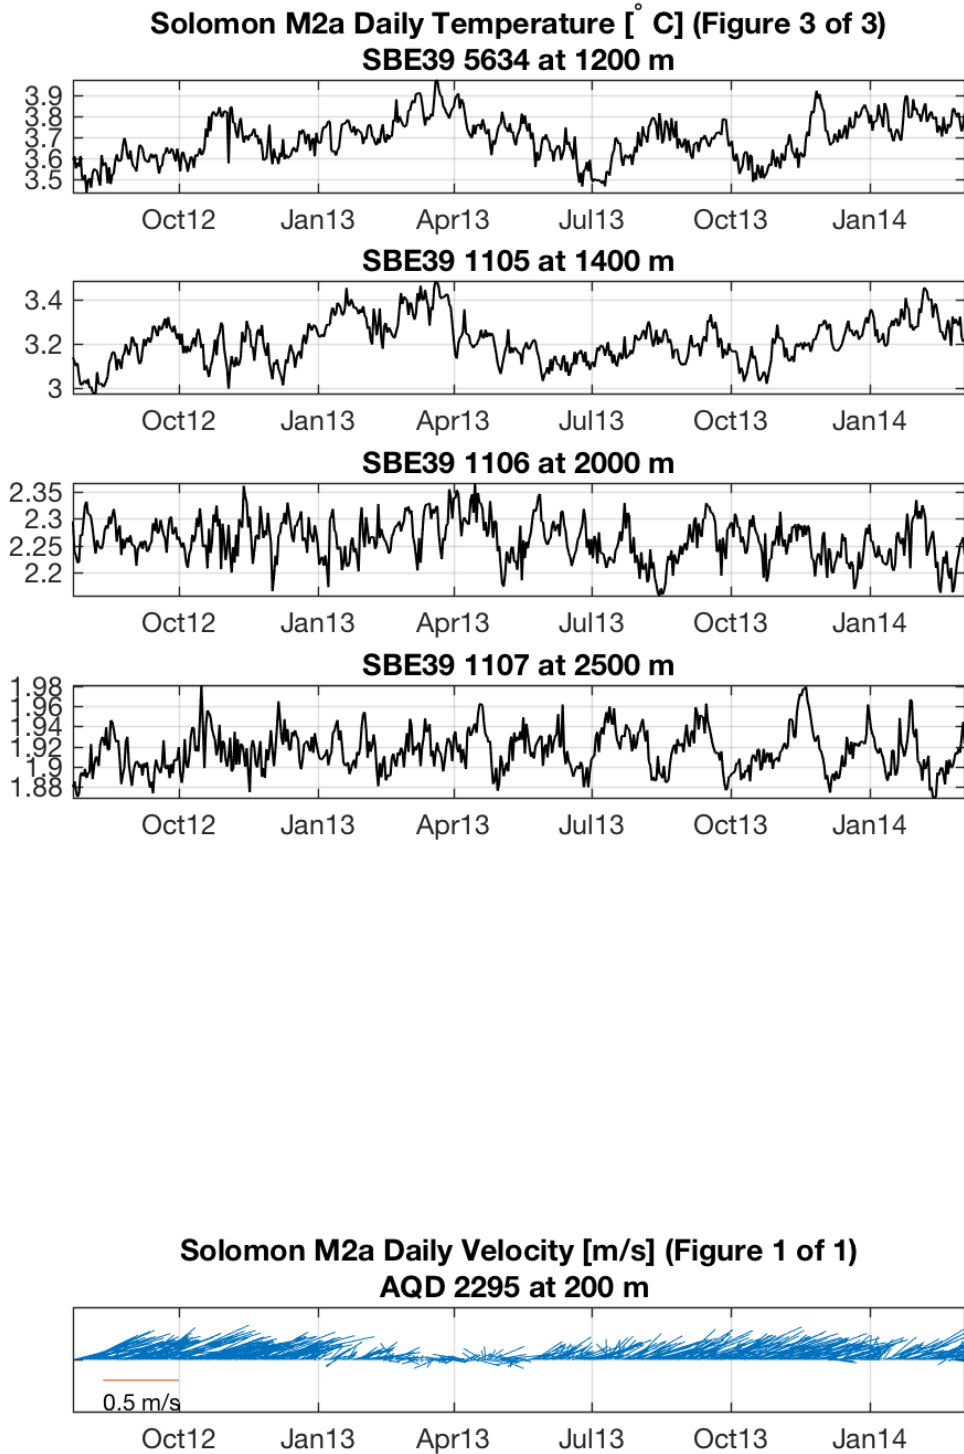 Solomon M2a Daily Temperature [° C] (Figure 3 of 3)
SBE39 5634 at 1200 m
3.9
3.8
3.7
3.6
3.5
Oct12 Jan13 Apr13 Jul13 Oct13 Jan14
SBE39 1105 at 1400 m
3.4
3.2
3
Oct12 Jan13 Apr13 Jul13 Oct13 Jan14
SBE39 1106 at 2000 m
2.35
2.3
2.25
2.2
Oct12 Jan13 Apr13 Jul13 Oct13 Jan14
SBE39 1107 at 2500 m
1.98
1.96
1.94
1.92
1.9
1.88
Oct12 Jan13 Apr13 Jul13 Oct13 Jan14
Solomon M2a Daily Velocity [m/s] (Figure 1 of 1)
AQD 2295 at 200 m
0.5 m/s
Oct12 Jan13 Apr13 Jul13 Oct13 Jan14